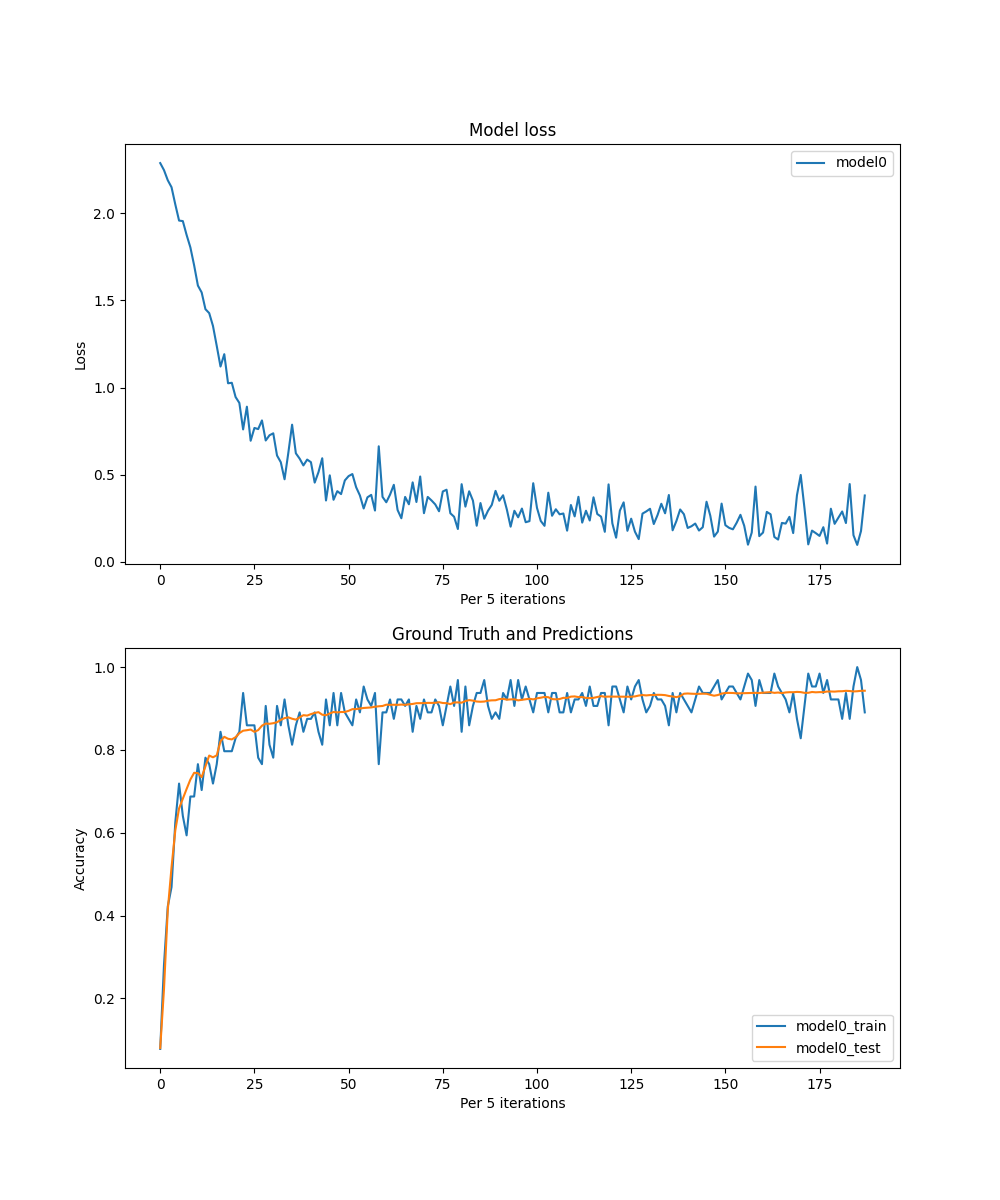 Model loss
model0
Loss
2.0
1.5
1.0
0.5
0.0
0 25 50 75 100 125 150 175
Per 5 iterations
Ground Truth and Predictions
Accuracy
1.0
0.8
0.6
0.4
0.2
model0_train
model0_test
0 25 50 75 100 125 150 175
Per 5 iterations